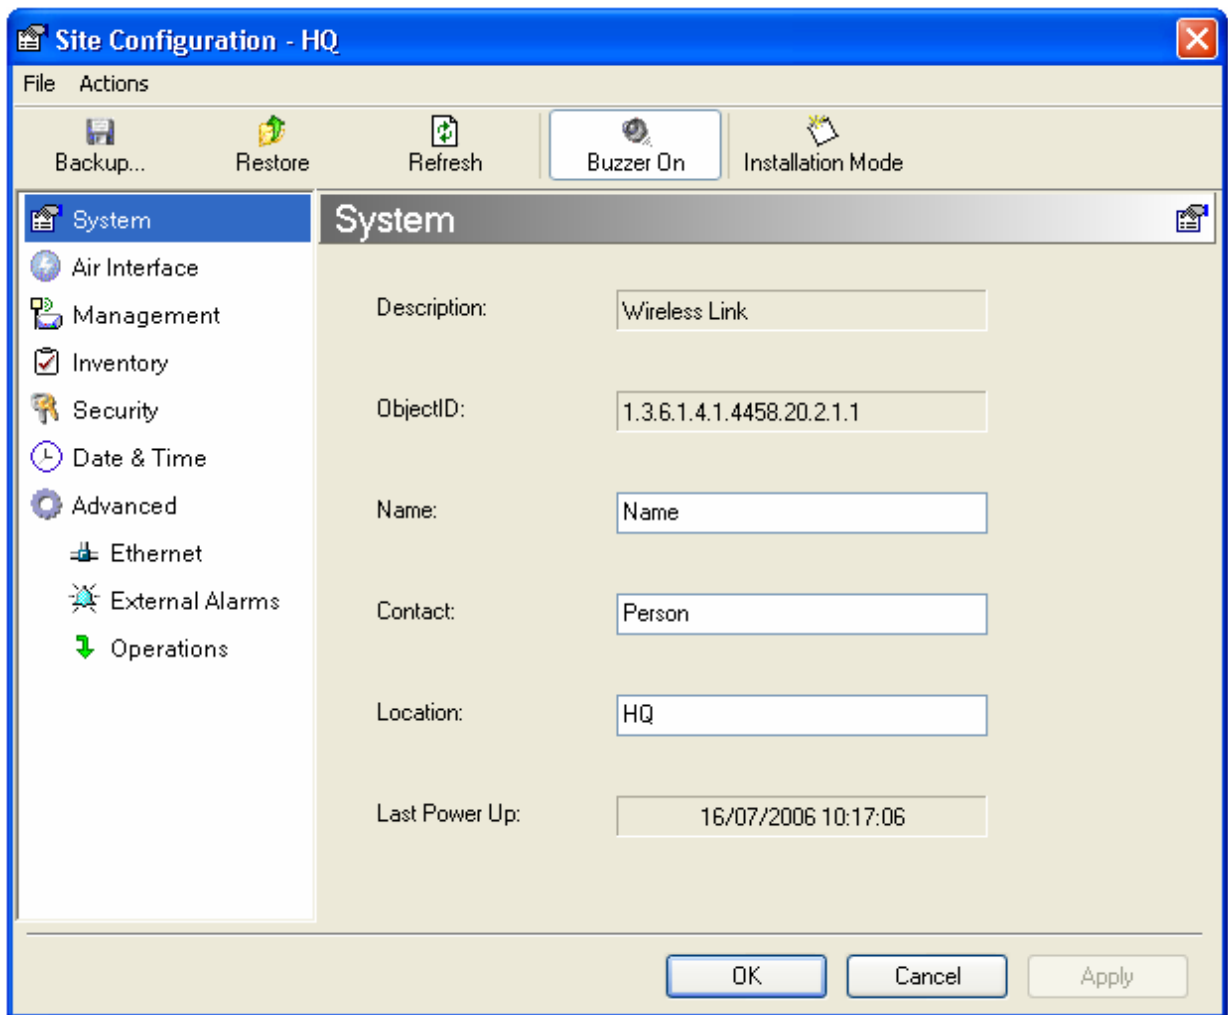 Site Configuration - HQ
File Actions
Backup... Restore Refresh Buzzer On Installation Mode
System
Air Interface
Management
Inventory
Security
Date & Time
Advanced
Ethernet
External Alarms
Operations
System
Description: Wireless Link
ObjectID: 1.3.6.1.4.1.4458.20.2.1.1
Name: Name
Contact: Person
Location: HQ
Last Power Up: 16/07/2006 10:17:06
OK Cancel Apply